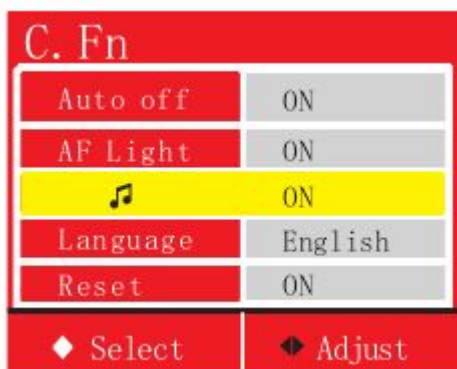 C. Fn
Auto off ON
AF Light ON
♫ ON
Language English
Reset ON
◆ Select ◆ Adjust